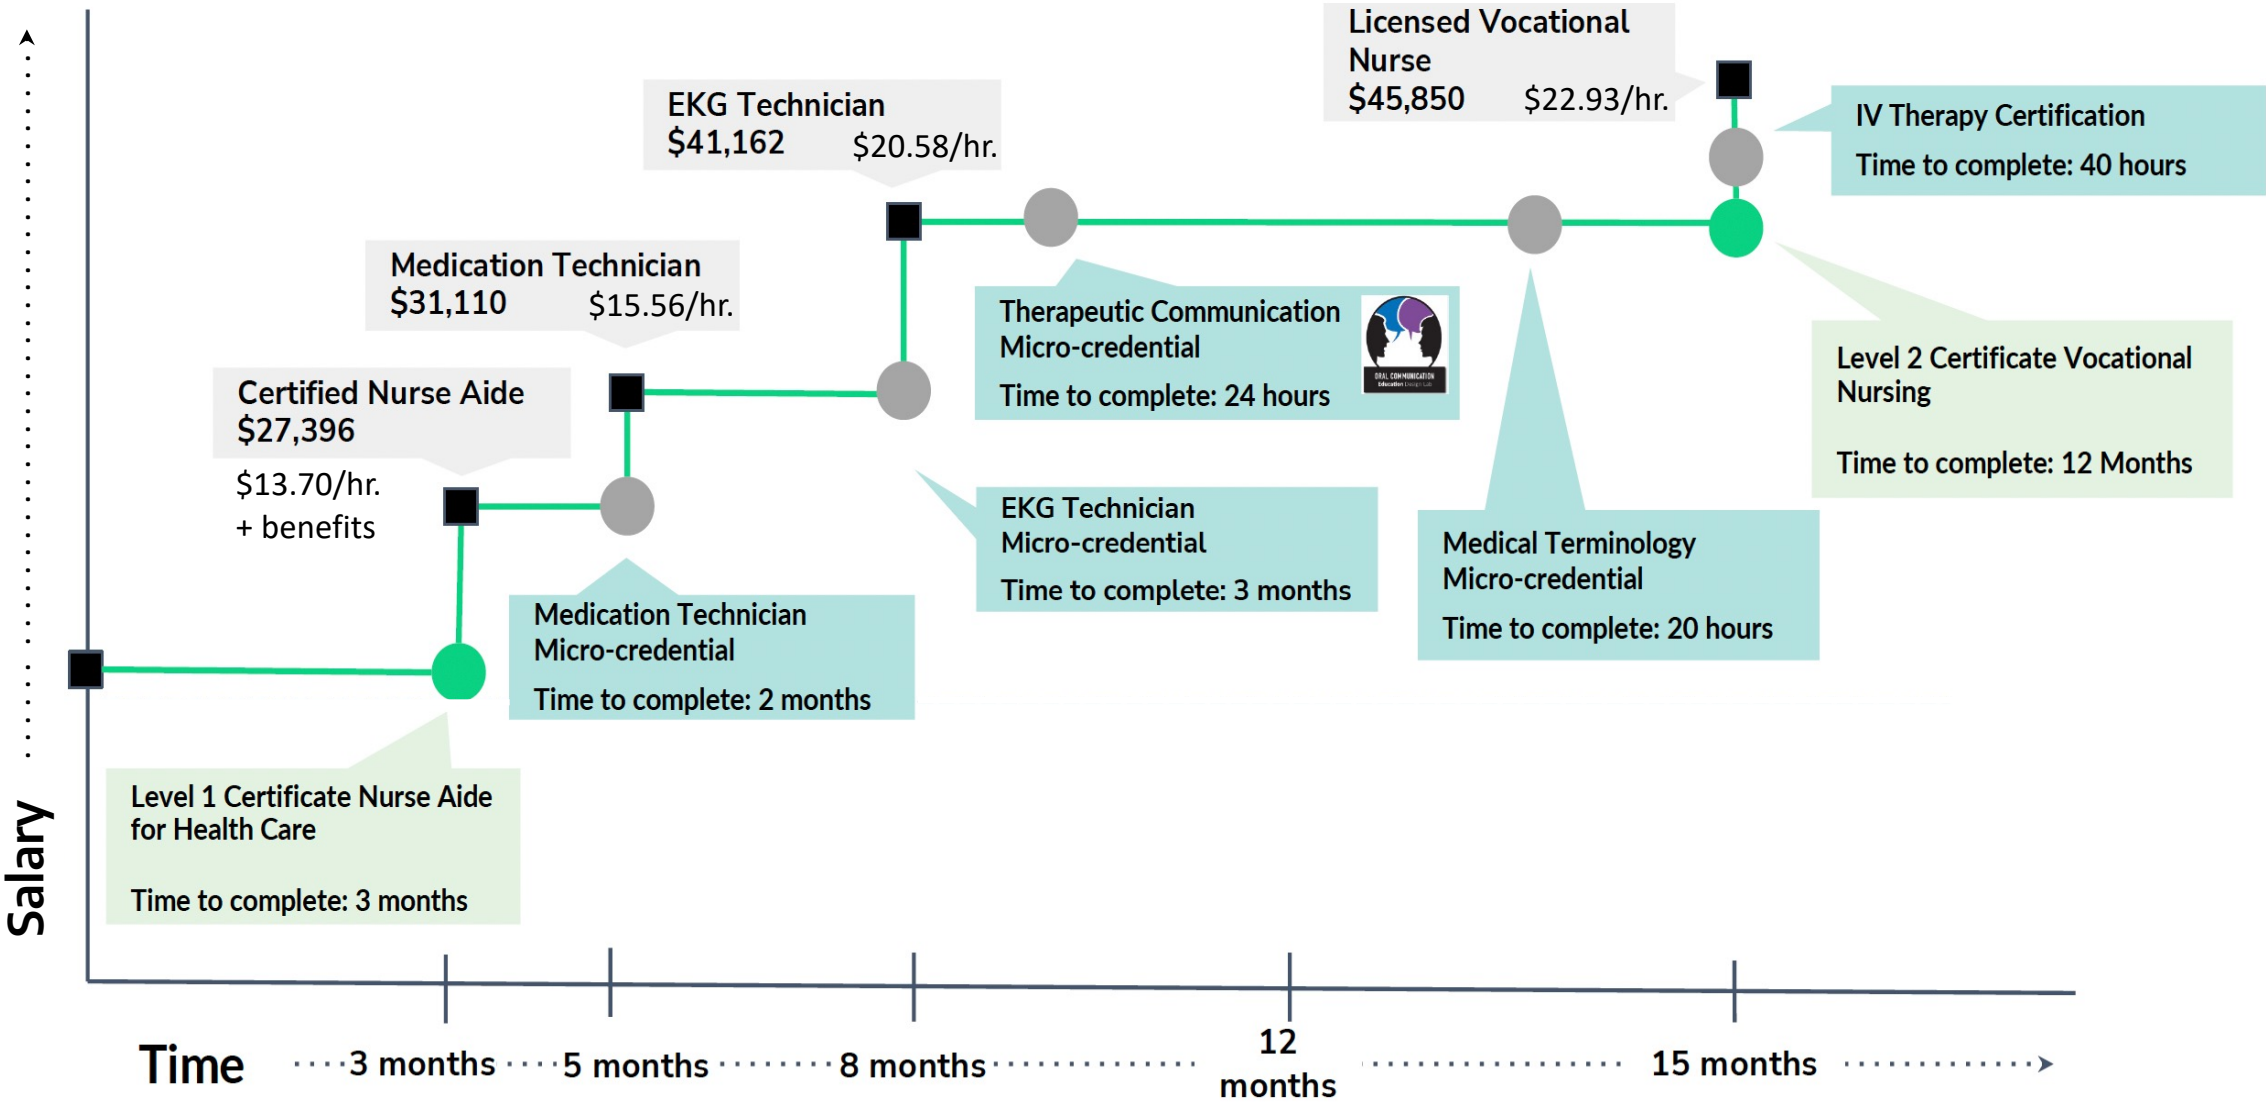 Licensed Vocational
Nurse
$45,850 $22.93/hr.
EKG Technician
$41,162 $20.58/hr.
IV Therapy Certification
Time to complete: 40 hours
Medication Technician
$31,110 $15.56/hr.
Therapeutic Communication
Micro-credential
Time to complete: 24 hours
ORAL COMMUNICATION
Education Design Lab
Level 2 Certificate Vocational
Nursing
Time to complete: 12 Months
Certified Nurse Aide
$27,396
$13.70/hr.
+ benefits
EKG Technician
Micro-credential
Time to complete: 3 months
Medical Terminology
Micro-credential
Time to complete: 20 hours
Medication Technician
Micro-credential
Time to complete: 2 months
Level 1 Certificate Nurse Aide
for Health Care
Time to complete: 3 months
Salary
Time 3 months 5 months 8 months 12
months 15 months